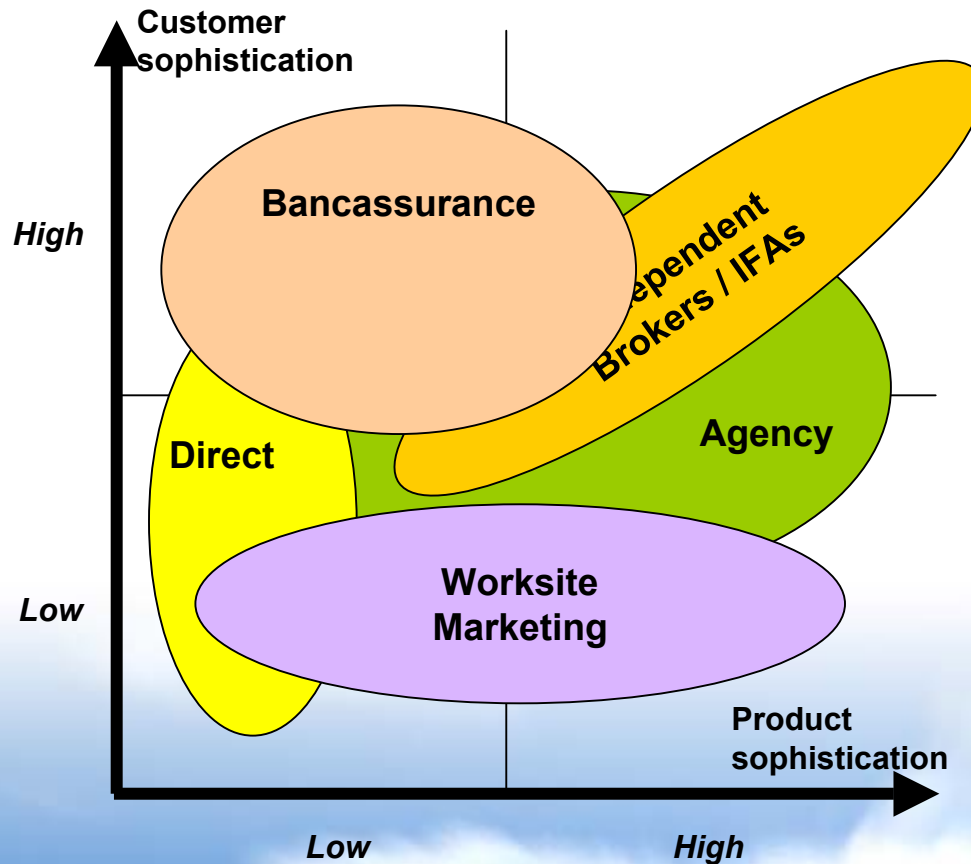 Customer
sophistication
High
Bancassurance
ependent
Brokers / IFAs
Direct
Agency
Low
Worksite
Marketing
Product
sophistication
Low
High